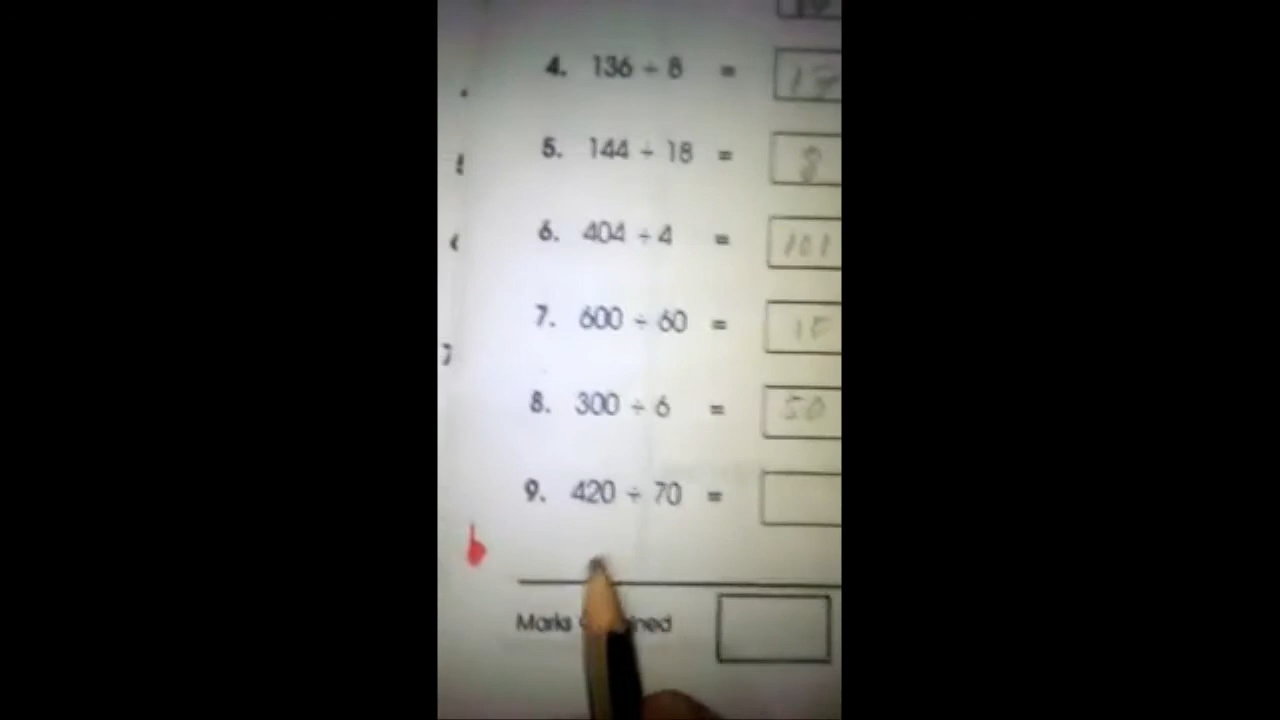 4. 136 ÷ 8 = 17
5. 144 ÷ 18 = 8
6. 404 ÷ 4 = 101
7. 600 ÷ 60 =
8. 300 ÷ 6 = 50
9. 420 ÷ 70 =
Marks